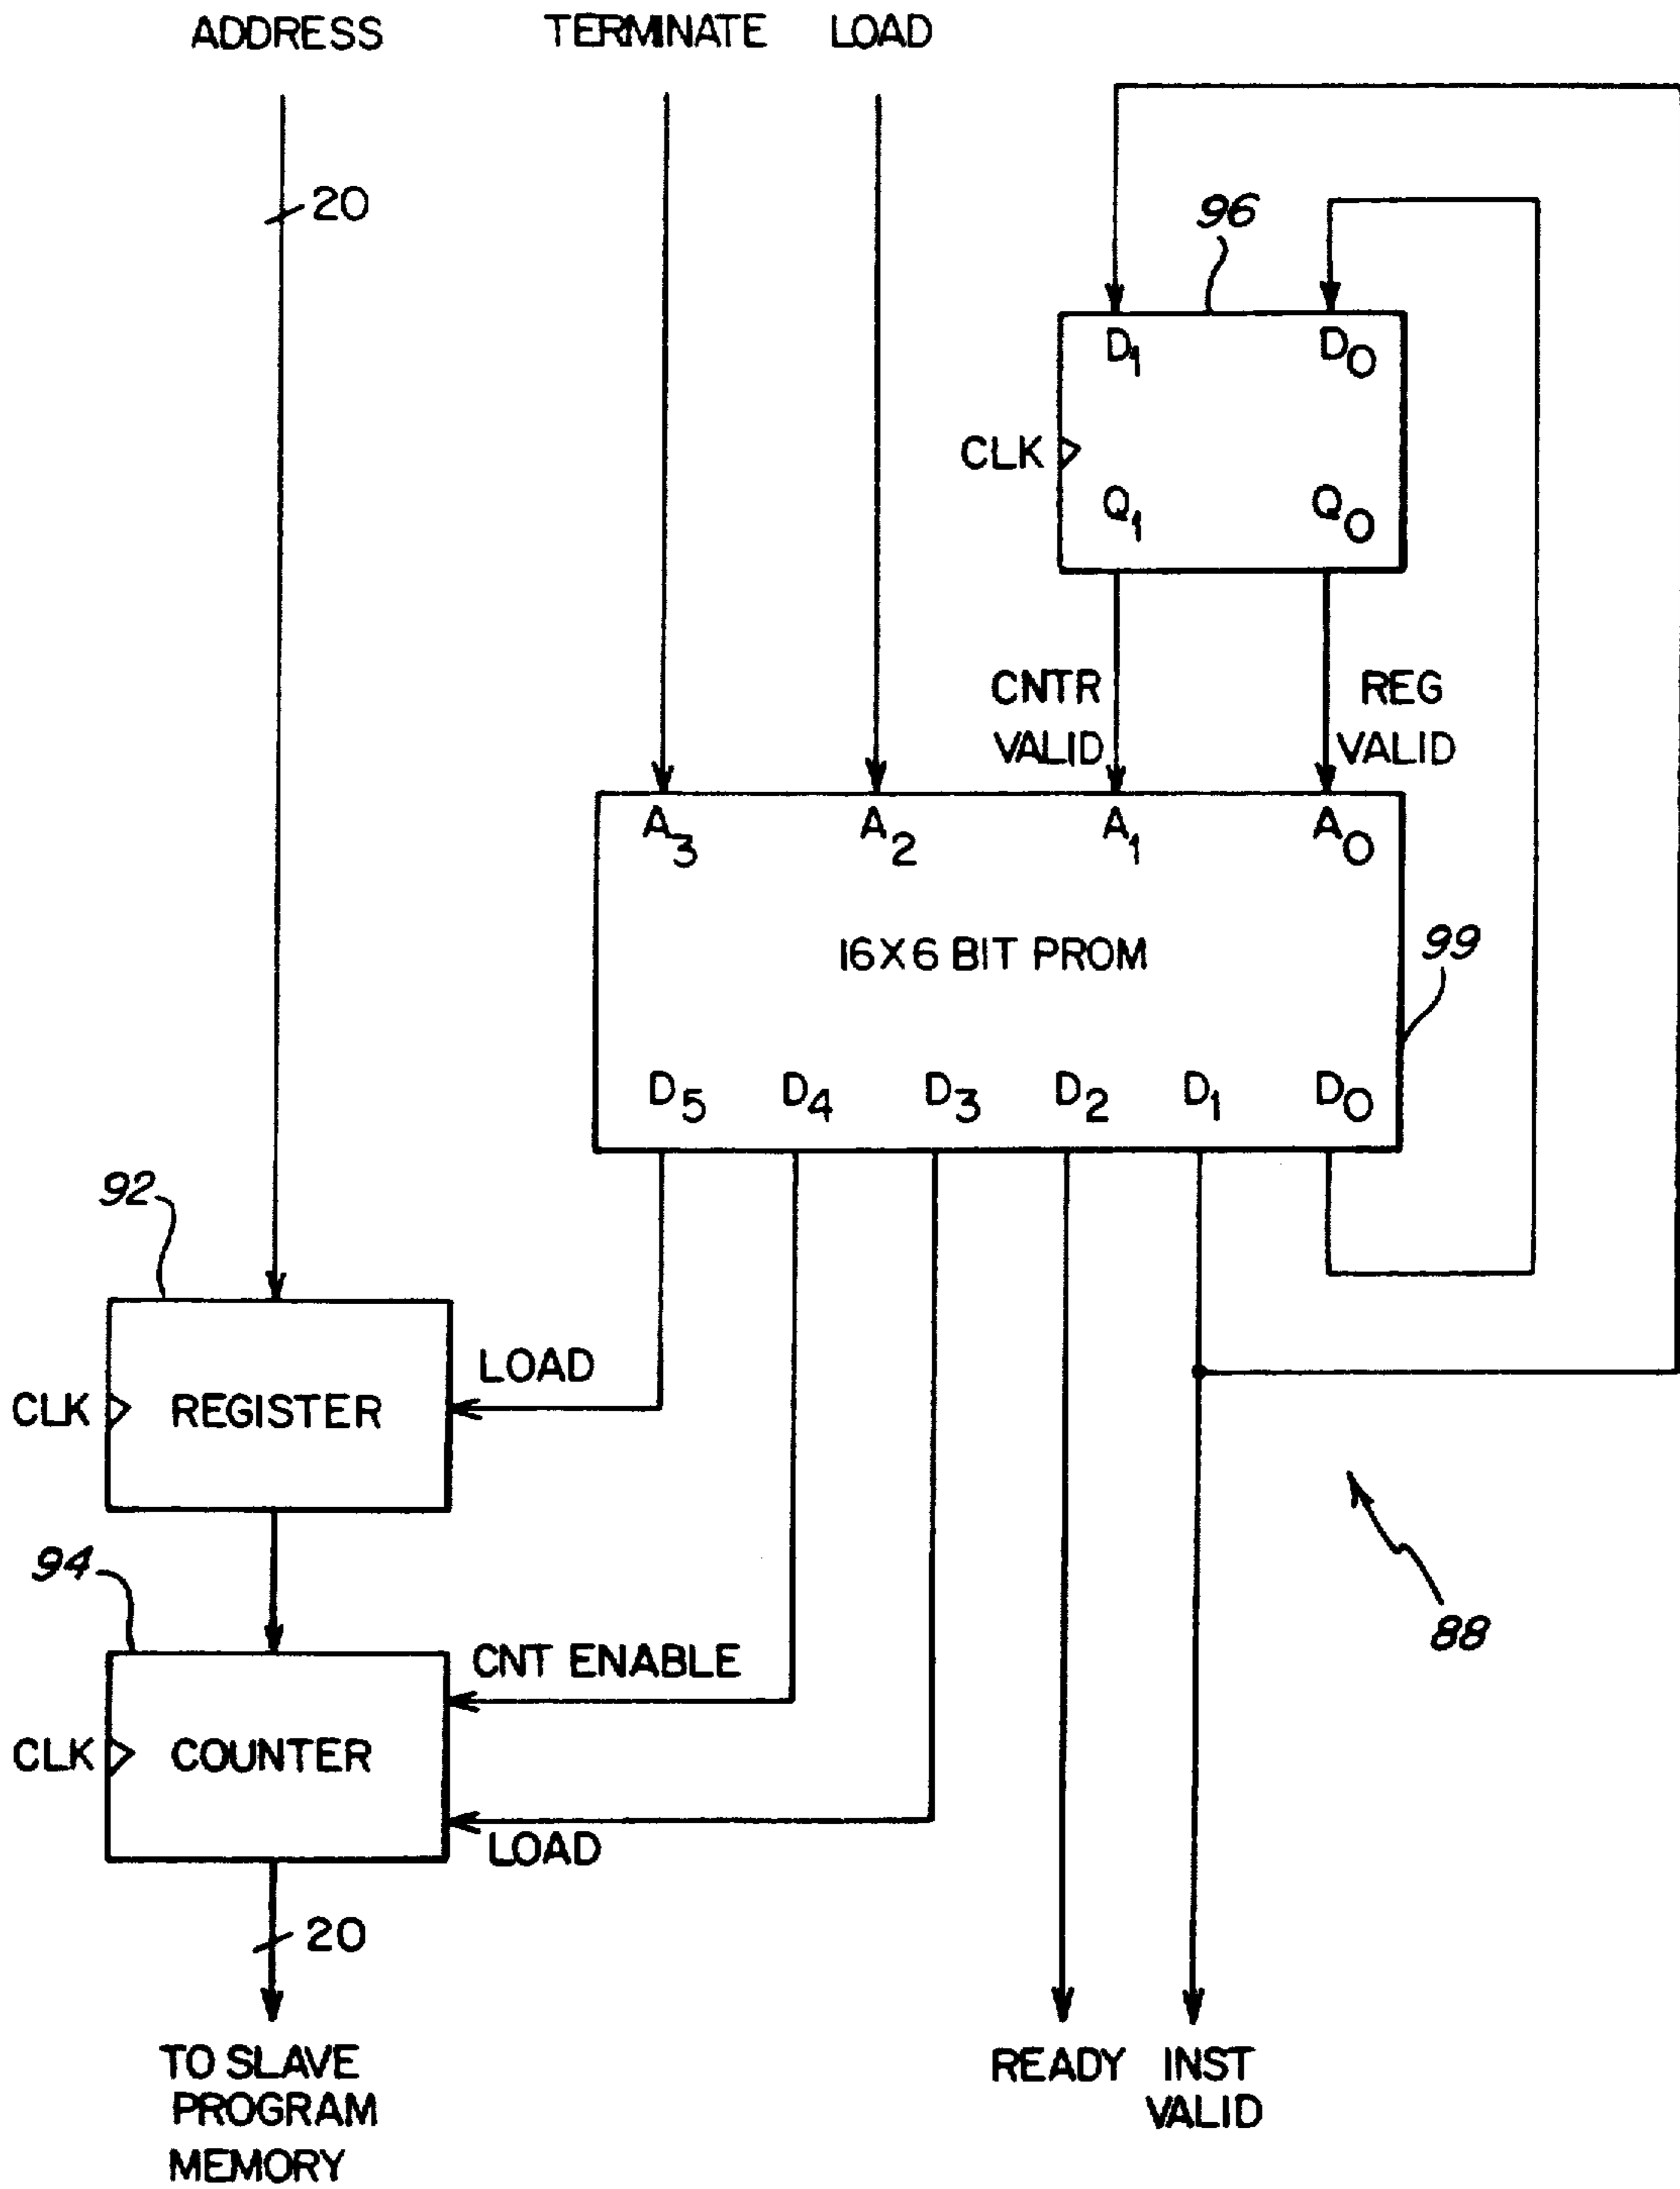 ADDRESS TERMINATE LOAD
20
96
D1 D0
CLK
Q1 Q0
CNTR VALID
REG VALID
A3 A2 A1 A0
16X6 BIT PROM
99
D5 D4 D3 D2 D1 D0
92
LOAD
CLK REGISTER
94
CNT ENABLE
88
CLK COUNTER
LOAD
20
TO SLAVE
PROGRAM
MEMORY
READY
INST
VALID